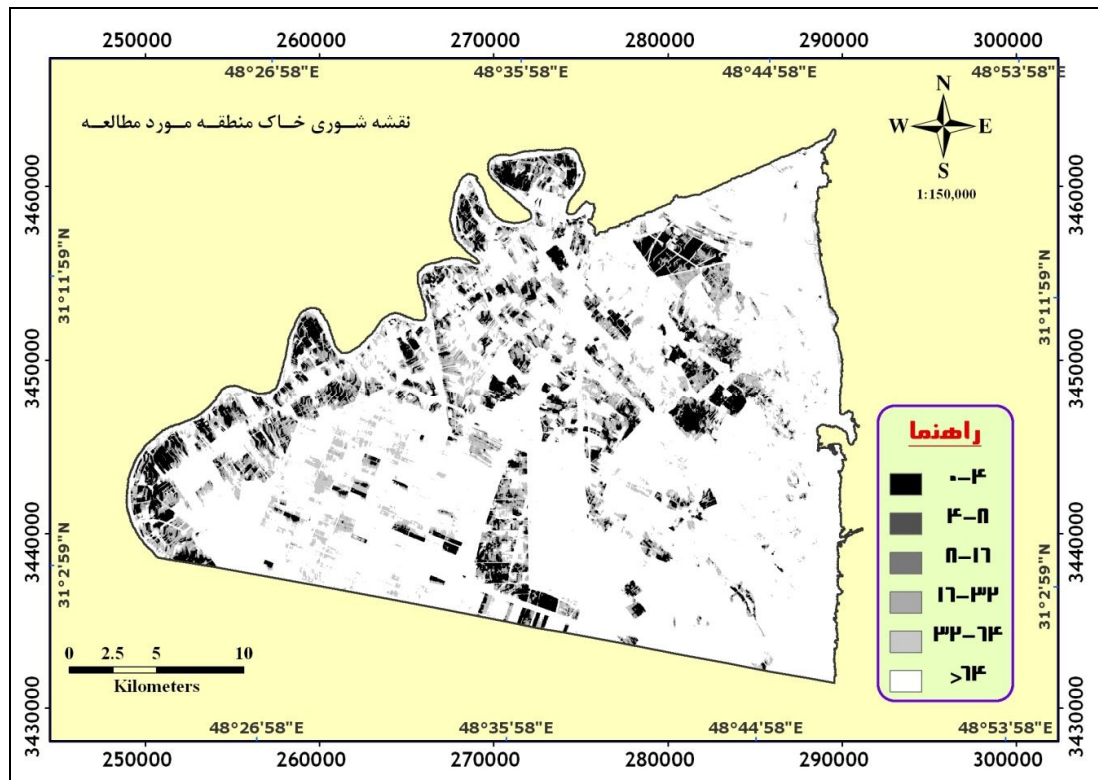 250000 260000 270000 280000 290000 300000
48°26'58"E 48°35'58"E 48°44'58"E 48°53'58"E
نقشه شوری خاک منطقه مورد مطالعه
N
W E
S
1:150,000
3460000 3460000
31°11'59"N 31°11'59"N
3450000 3450000
راهنما
۰-۴
۴-۸
۸-۱۶
۱۶-۳۲
۳۲-۶۴
>۶۴
3440000 3440000
31°2'59"N 31°2'59"N
0 2.5 5 10
Kilometers
3430000 3430000
48°26'58"E 48°35'58"E 48°44'58"E 48°53'58"E
250000 260000 270000 280000 290000 300000